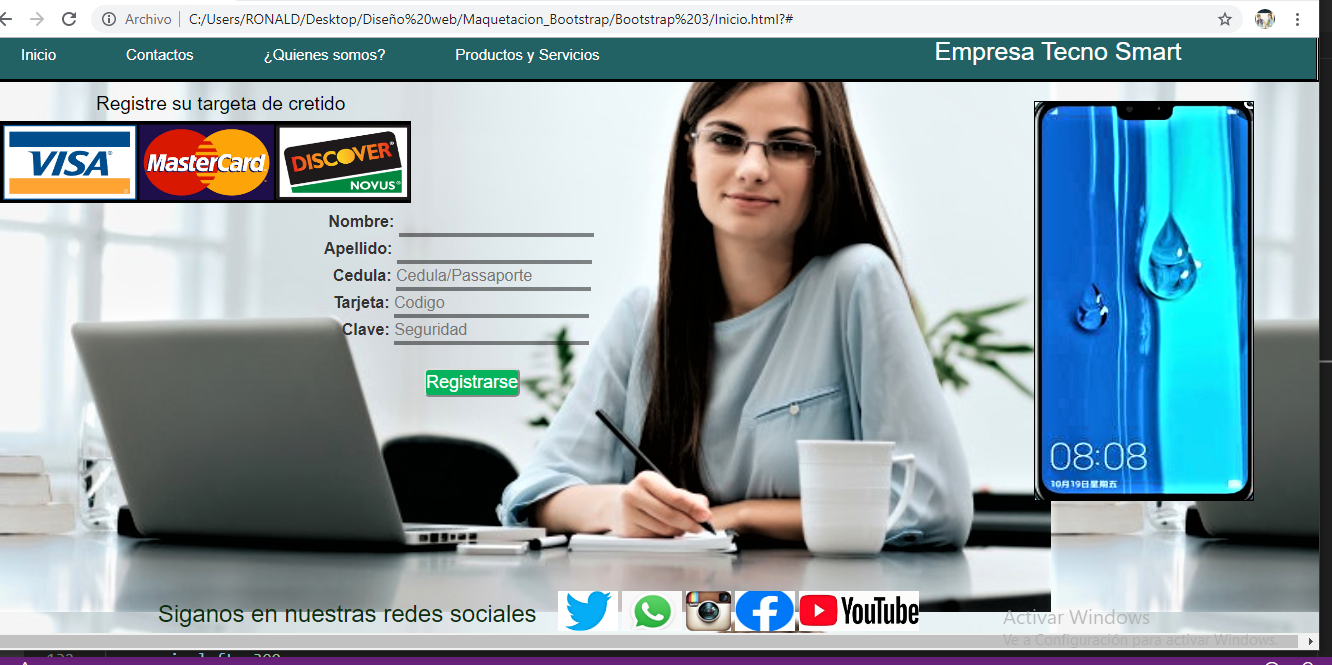 Archivo | C:/Users/RONALD/Desktop/Diseño%20web/Maquetacion_Bootstrap/Bootstrap%203/Inicio.html?#
Inicio Contactos ¿Quienes somos? Productos y Servicios Empresa Tecno Smart
Registre su targeta de cretido
VISA MasterCard DISCOVER NOVUS
Nombre:
Apellido:
Cedula: Cedula/Passaporte
Tarjeta: Codigo
Clave: Seguridad
Registrarse
08:08
10月19日星期五
Siganos en nuestras redes sociales YouTube
Activar Windows
Ve a Configuración para activar Windows.